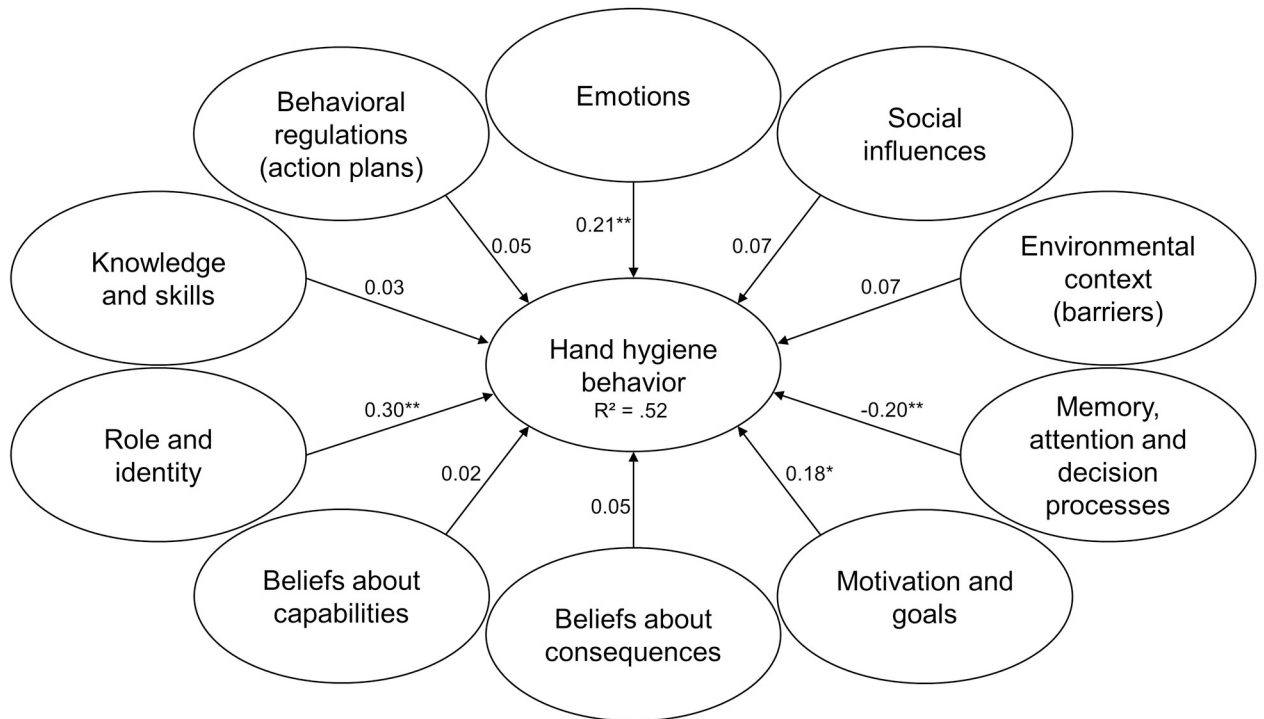 Emotions
Behavioral
regulations
(action plans)
Social
influences
0.21**
0.05
0.07
Knowledge
and skills
0.03
Environmental
context
(barriers)
0.07
Hand hygiene
behavior
R² = .52
Role and
identity
0.30**
-0.20**
Memory,
attention and
decision
processes
0.02
0.05
0.18*
Beliefs about
capabilities
Beliefs about
consequences
Motivation and
goals